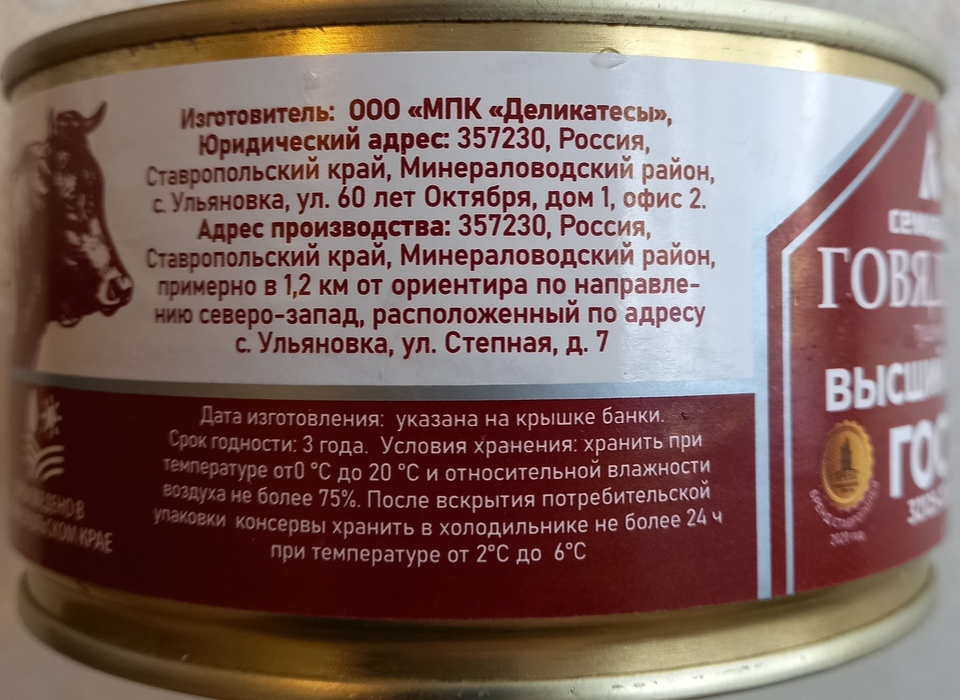 Изготовитель: ООО «МПК «Деликатесы»,
Юридический адрес: 357230, Россия,
Ставропольский край, Минераловодский район,
с. Ульяновка, ул. 60 лет Октября, дом 1, офис 2.
Адрес производства: 357230, Россия,
Ставропольский край, Минераловодский район,
примерно в 1,2 км от ориентира по направле-
нию северо-запад, расположенный по адресу
с. Ульяновка, ул. Степная, д. 7
Дата изготовления: указана на крышке банки.
Срок годности: 3 года. Условия хранения: хранить при
температуре от0 °С до 20 °С и относительной влажности
воздуха не более 75%. После вскрытия потребительской
упаковки консервы хранить в холодильнике не более 24 ч
при температуре от 2°С до 6°С
В
КРАЕ
ГОС